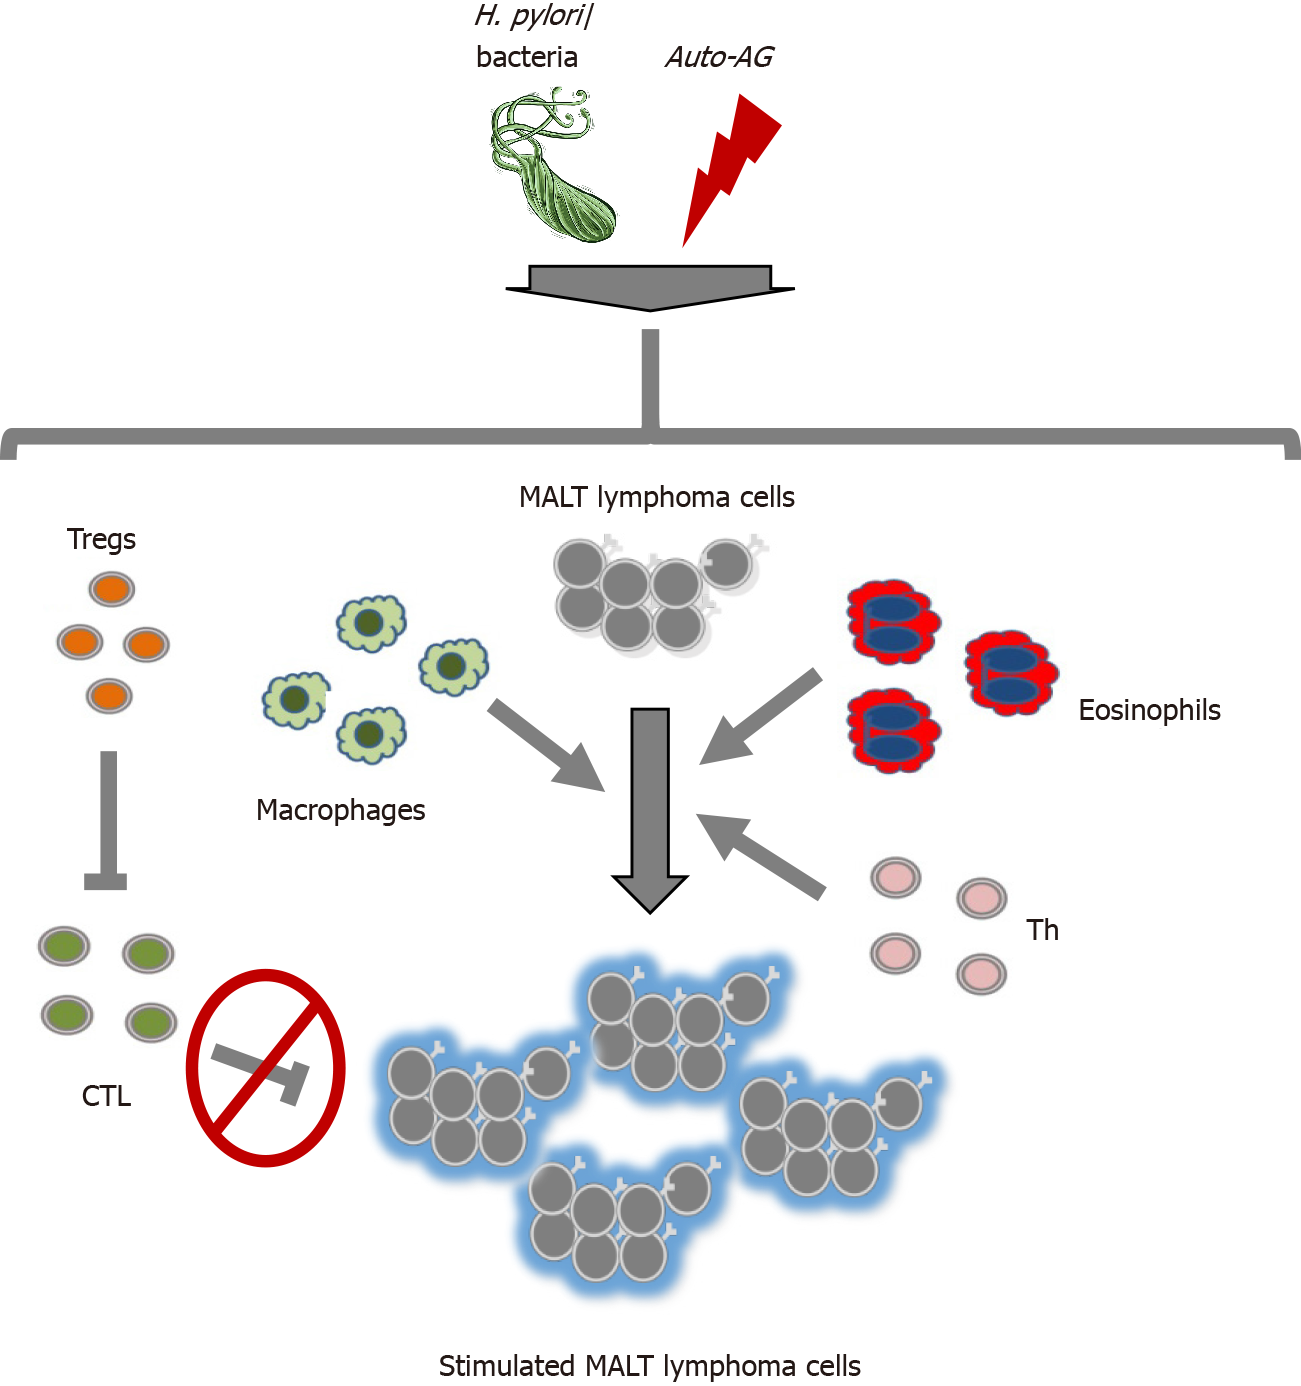 H. pylori|
bacteria
Auto-AG
MALT lymphoma cells
Tregs
Macrophages
Eosinophils
Th
CTL
Stimulated MALT lymphoma cells